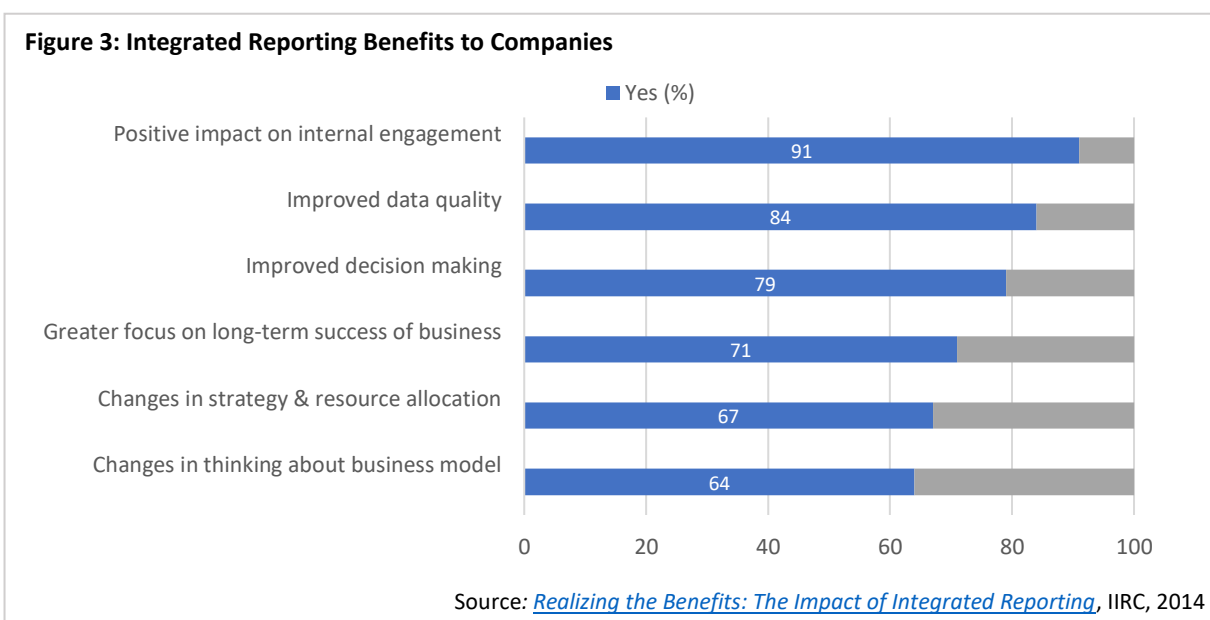 Figure 3: Integrated Reporting Benefits to Companies
Yes (%)
Positive impact on internal engagement
91
Improved data quality
84
Improved decision making
79
Greater focus on long-term success of business
71
Changes in strategy & resource allocation
67
Changes in thinking about business model
64
0 20 40 60 80 100
Source: Realizing the Benefits: The Impact of Integrated Reporting, IIRC, 2014